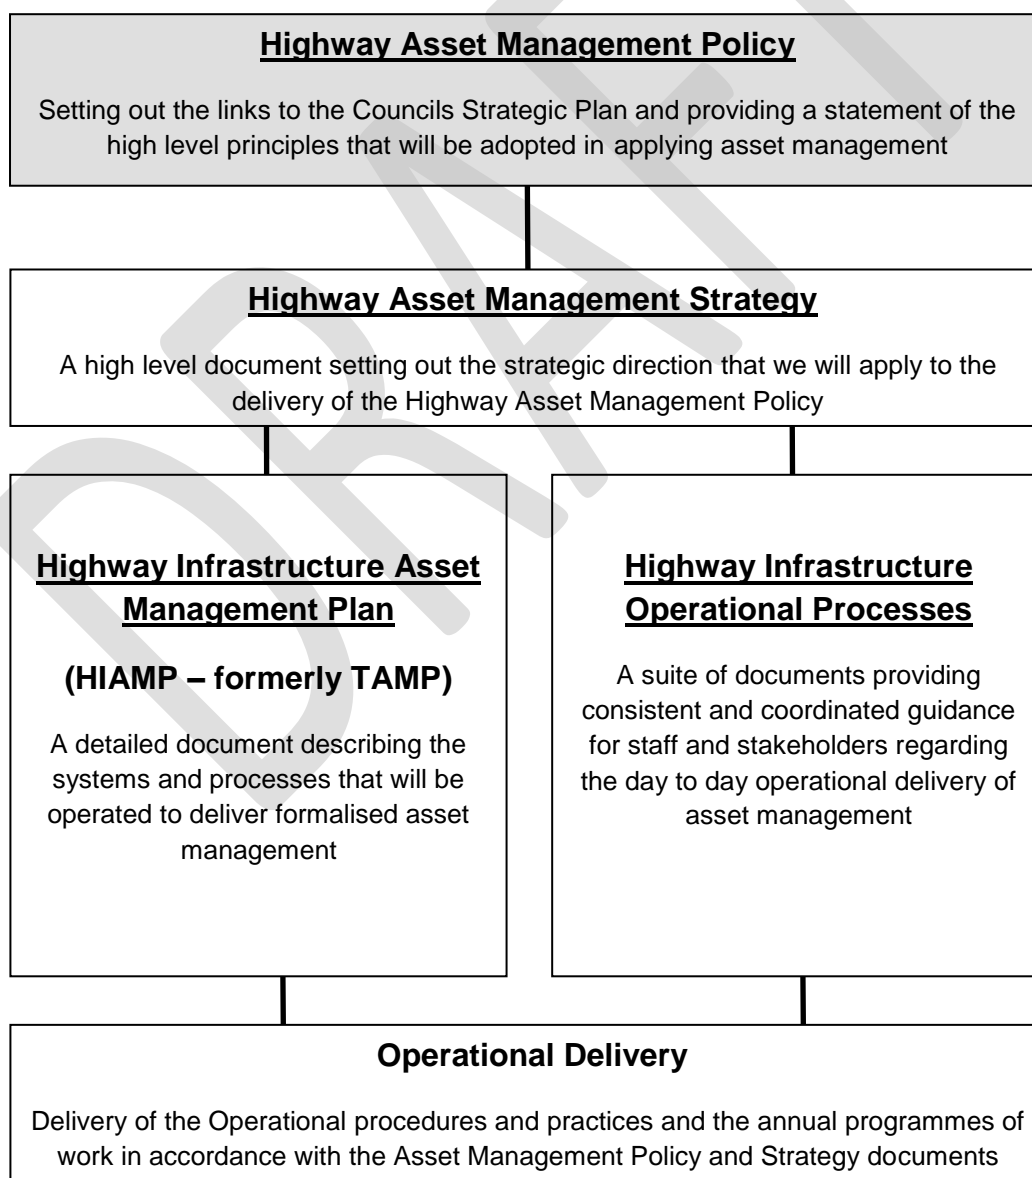 Highway Asset Management Policy
Setting out the links to the Councils Strategic Plan and providing a statement of the
high level principles that will be adopted in applying asset management
Highway Asset Management Strategy
A high level document setting out the strategic direction that we will apply to the
delivery of the Highway Asset Management Policy
Highway Infrastructure Asset
Management Plan
(HIAMP – formerly TAMP)
A detailed document describing the
systems and processes that will be
operated to deliver formalised asset
management
Highway Infrastructure
Operational Processes
A suite of documents providing
consistent and coordinated guidance
for staff and stakeholders regarding
the day to day operational delivery of
asset management
Operational Delivery
Delivery of the Operational procedures and practices and the annual programmes of
work in accordance with the Asset Management Policy and Strategy documents
DRAFT